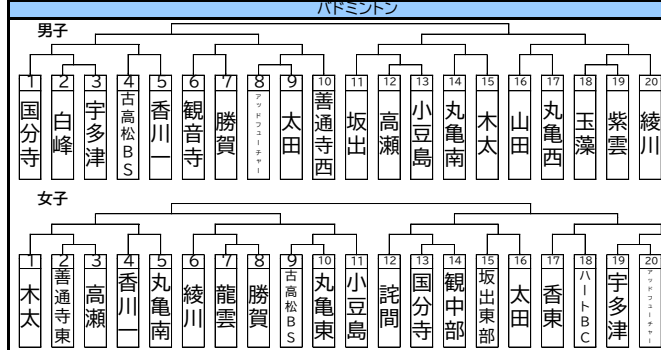 バドミントン
男子
1 2 3 4 5 6 7 8 9 10 11 12 13 14 15 16 17 18 19 20
国分寺 白峰 宇多津 古高松BS 香川一 観音寺 勝賀 アッドフューチャー 太田 善通寺西 坂出 高瀬 小豆島 丸亀南 木太 山田 丸亀西 玉藻 紫雲 綾川
女子
1 2 3 4 5 6 7 8 9 10 11 12 13 14 15 16 17 18 19 20
木太 善通寺東 高瀬 香川一 丸亀南 綾川 龍雲 勝賀 古高松BS 丸亀東 小豆島 詫間 国分寺 観中部 坂出東部 太田 香東 ハートBC 宇多津 アッドフューチャー